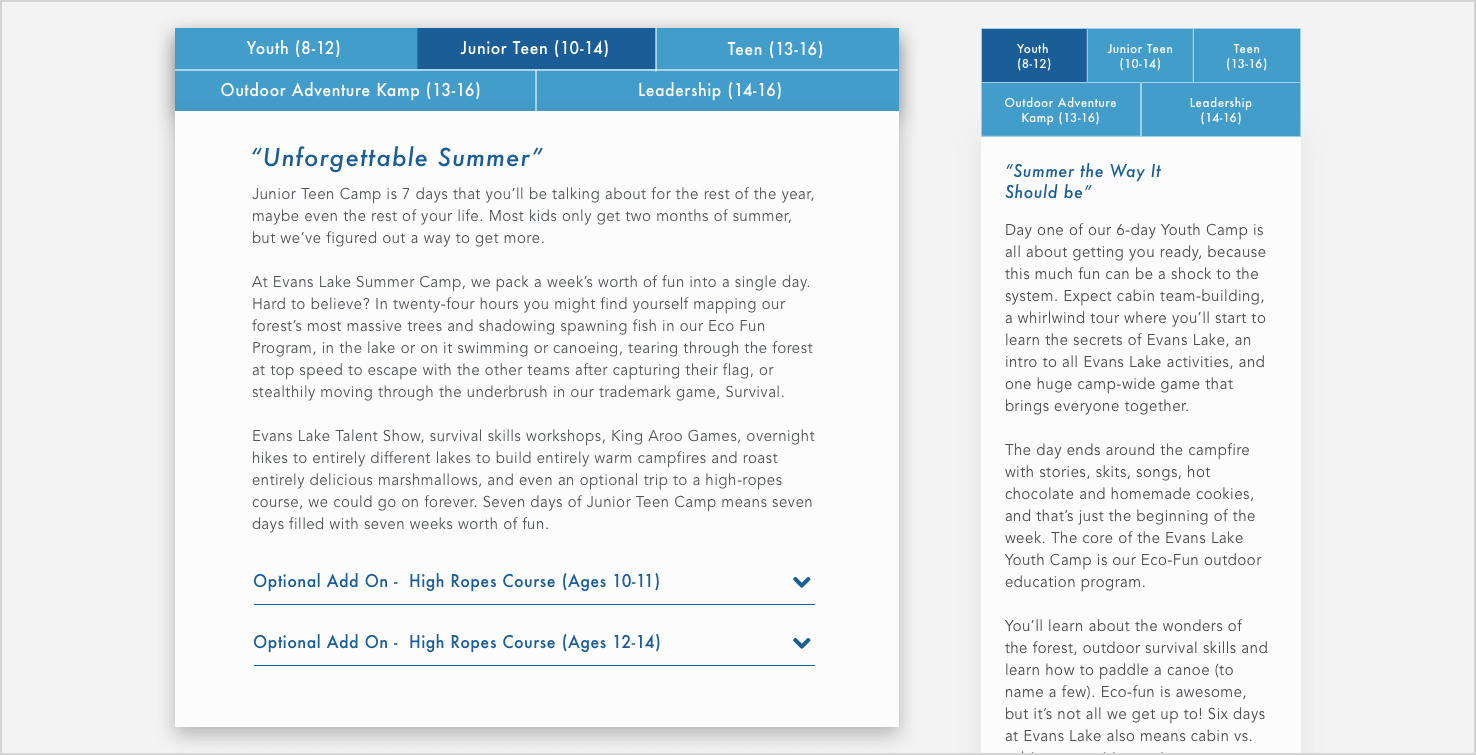 Youth (8-12)
Junior Teen (10-14)
Teen (13-16)
Outdoor Adventure Kamp (13-16)
Leadership (14-16)
“Unforgettable Summer”
Junior Teen Camp is 7 days that you’ll be talking about for the rest of the year,
maybe even the rest of your life. Most kids only get two months of summer,
but we’ve figured out a way to get more.
At Evans Lake Summer Camp, we pack a week’s worth of fun into a single day.
Hard to believe? In twenty-four hours you might find yourself mapping our
forest’s most massive trees and shadowing spawning fish in our Eco Fun
Program, in the lake or on it swimming or canoeing, tearing through the forest
at top speed to escape with the other teams after capturing their flag, or
stealthily moving through the underbrush in our trademark game, Survival.
Evans Lake Talent Show, survival skills workshops, King Aroo Games, overnight
hikes to entirely different lakes to build entirely warm campfires and roast
entirely delicious marshmallows, and even an optional trip to a high-ropes
course, we could go on forever. Seven days of Junior Teen Camp means seven
days filled with seven weeks worth of fun.
Optional Add On - High Ropes Course (Ages 10-11)
Optional Add On - High Ropes Course (Ages 12-14)
Youth
(8-12)
Junior Teen
(10-14)
Teen
(13-16)
Outdoor Adventure
Kamp (13-16)
Leadership
(14-16)
“Summer the Way It
Should be”
Day one of our 6-day Youth Camp is
all about getting you ready, because
this much fun can be a shock to the
system. Expect cabin team-building,
a whirlwind tour where you’ll start to
learn the secrets of Evans Lake, an
intro to all Evans Lake activities, and
one huge camp-wide game that
brings everyone together.
The day ends around the campfire
with stories, skits, songs, hot
chocolate and homemade cookies,
and that’s just the beginning of the
week. The core of the Evans Lake
Youth Camp is our Eco-Fun outdoor
education program.
You’ll learn about the wonders of
the forest, outdoor survival skills and
learn how to paddle a canoe (to
name a few). Eco-fun is awesome,
but it’s not all we get up to! Six days
at Evans Lake also means cabin vs.